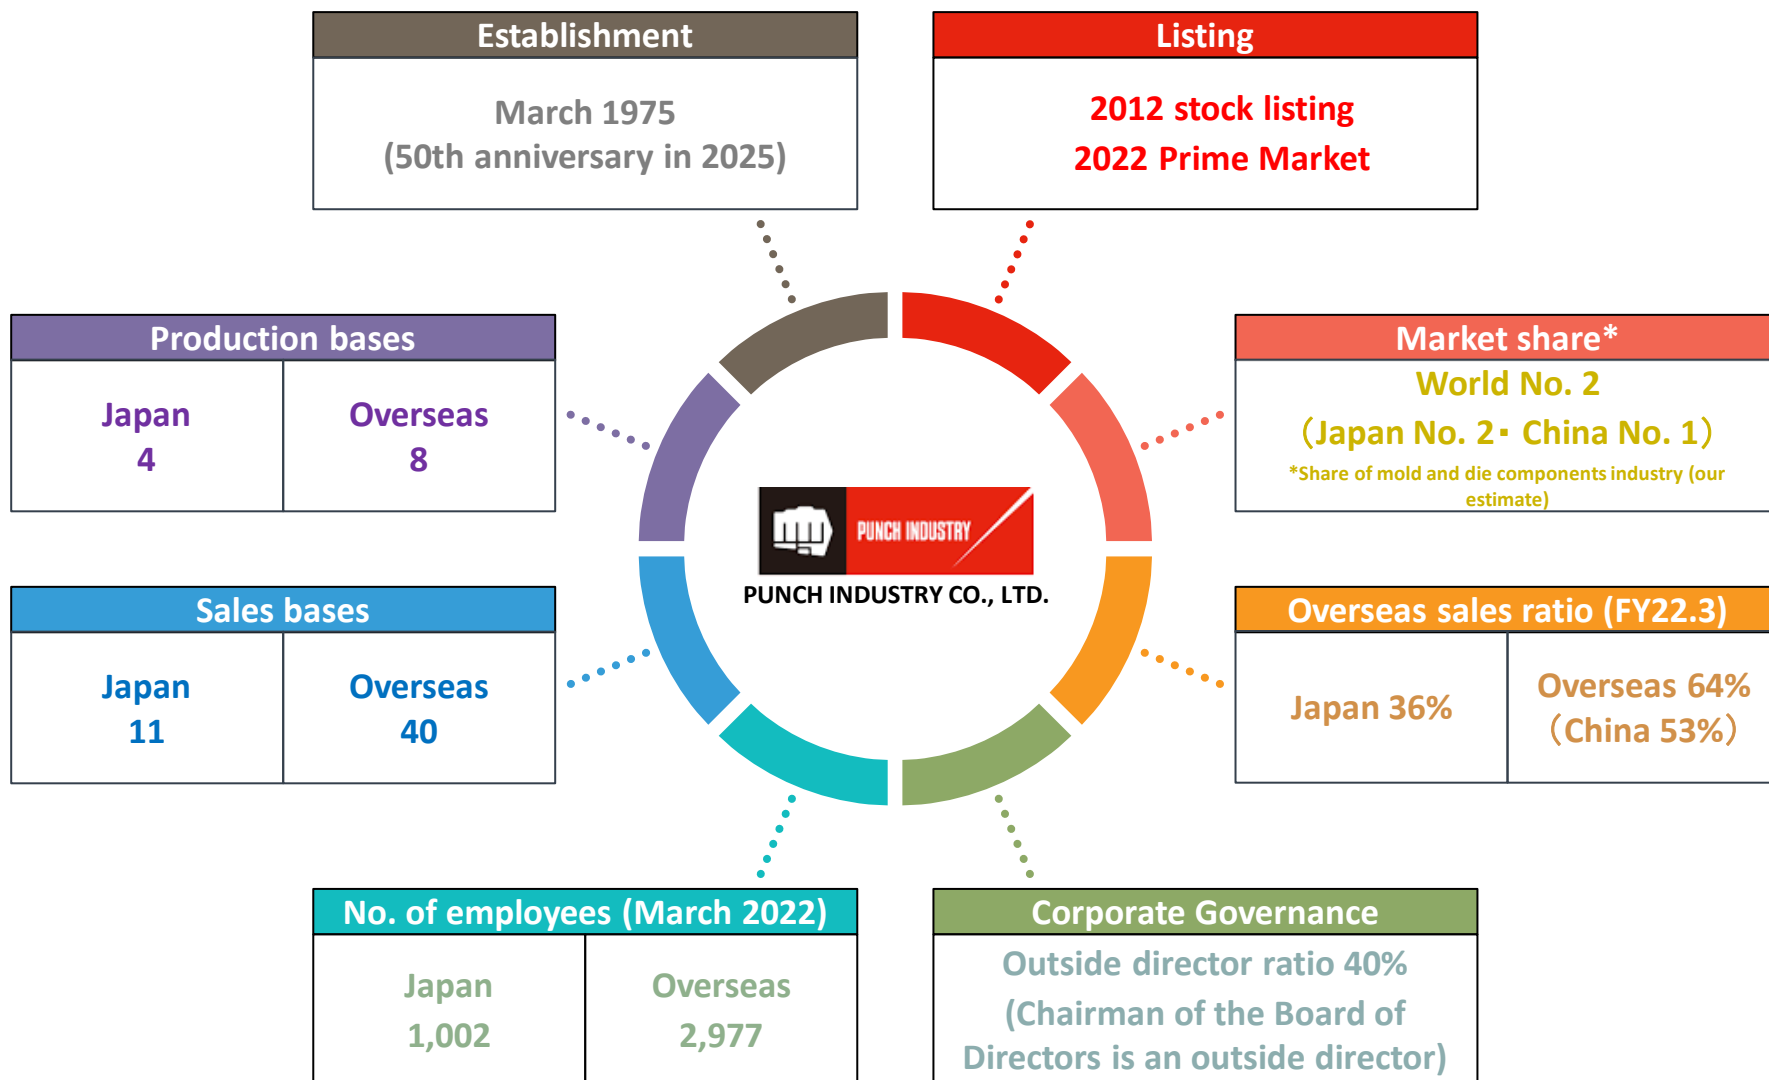 Establishment
March 1975
(50th anniversary in 2025)
Listing
2012 stock listing
2022 Prime Market
Production bases
Japan
4
Overseas
8
Market share*
World No. 2
（Japan No. 2・ China No. 1）
*Share of mold and die components industry (our
estimate)
PUNCH INDUSTRY
PUNCH INDUSTRY CO., LTD.
Sales bases
Japan
11
Overseas
40
Overseas sales ratio (FY22.3)
Japan 36%
Overseas 64%
（China 53%）
No. of employees (March 2022)
Japan
1,002
Overseas
2,977
Corporate Governance
Outside director ratio 40%
(Chairman of the Board of
Directors is an outside director)